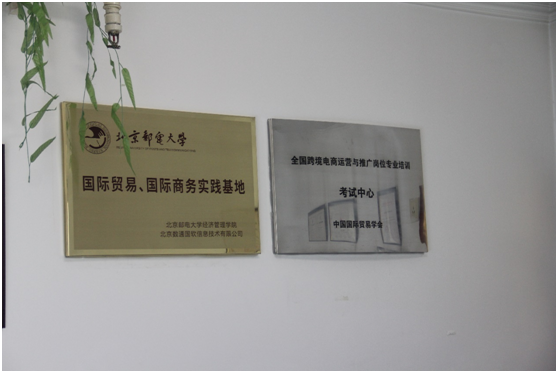 北京邮电大学
国际贸易、国际商务实践基地
北京邮电大学经济管理学院
全国跨境电商运营与推广岗位专业培训
考试中心
中国国际贸易学会